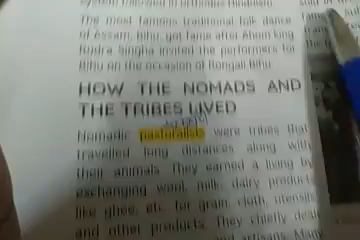 The most famous traditional folk dance
of Assam, Bihu, got fame after Ahom king
Rudra Singha invited the performers for
Bihu on the occasion of Rongali Bihu.
HOW THE NOMADS AND
THE TRIBES LIVED
Nomadic pastoralists were tribes that
travelled long distances along with
their animals. They earned a living by
exchanging wool, milk, dairy products
like ghee, etc. for grain, cloth, utensils
and other products. They chiefly deal